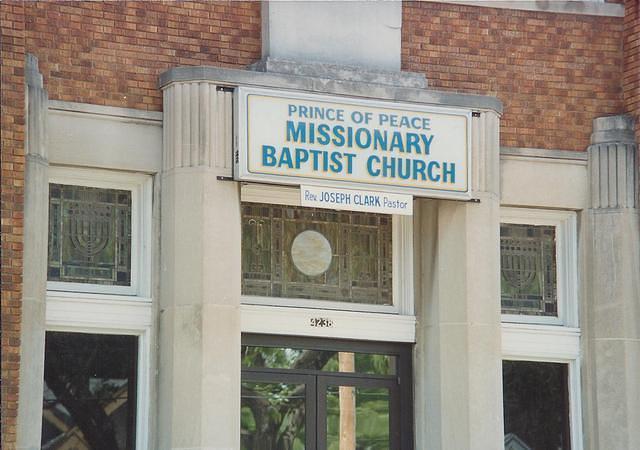 PRINCE OF PEACE
MISSIONARY
BAPTIST CHURCH
Rev. JOSEPH CLARK Pastor
4238